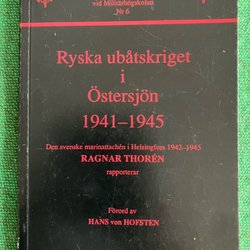 vid Militärhögskolan
Nr 6
Ryska ubåtskriget
i
Östersjön
1941–1945
Den svenske marinattachén i Helsingfors 1942–1945
RAGNAR THORÉN
rapporterar
Förord av
HANS von HOFSTEN